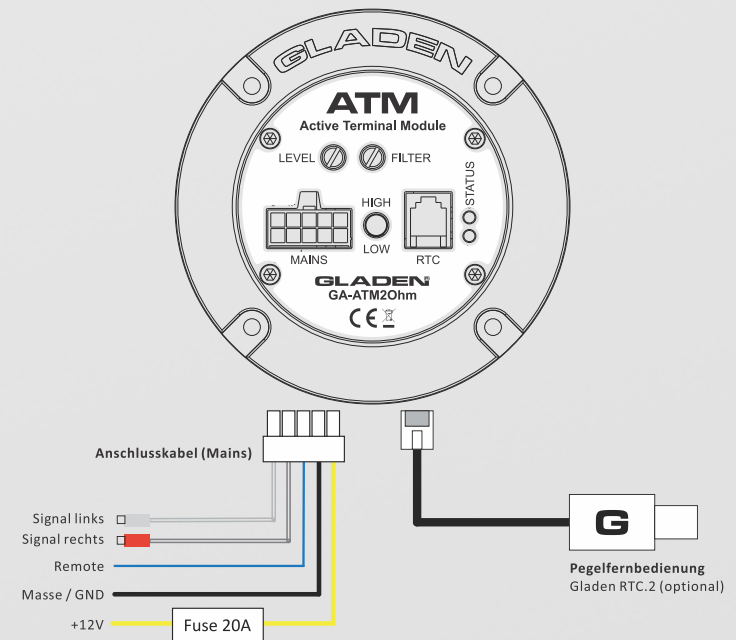 GLADEN
ATM
Active Terminal Module
LEVEL
FILTER
STATUS
HIGH
LOW
MAINS
RTC
GLADEN
GA-ATM2Ohm
CE
Anschlusskabel (Mains)
Signal links
Signal rechts
Remote
Masse / GND
+12V
Fuse 20A
G
Pegelfernbedienung
Gladen RTC.2 (optional)